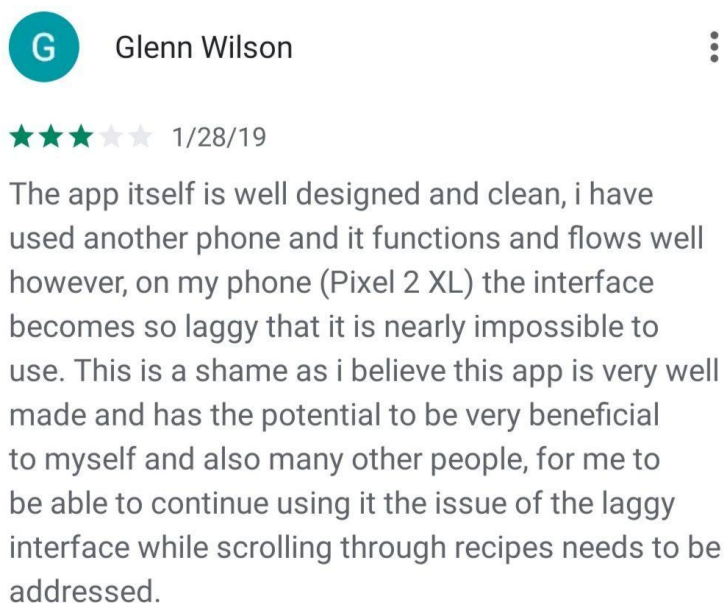 G
Glenn Wilson
1/28/19
The app itself is well designed and clean, i have
used another phone and it functions and flows well
however, on my phone (Pixel 2 XL) the interface
becomes so laggy that it is nearly impossible to
use. This is a shame as i believe this app is very well
made and has the potential to be very beneficial
to myself and also many other people, for me to
be able to continue using it the issue of the laggy
interface while scrolling through recipes needs to be
addressed.